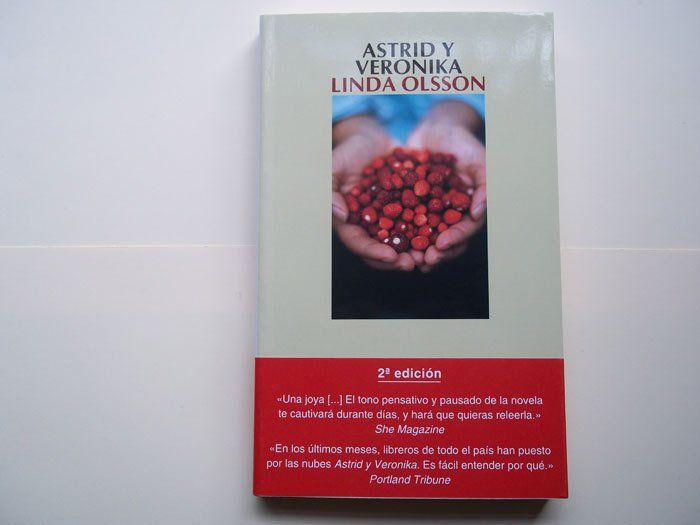 ASTRID Y
VERONIKA
LINDA OLSSON
2ª edición
«Una joya [...] El tono pensativo y pausado de la novela
te cautivará durante días, y hará que quieras releerla.»
She Magazine
«En los últimos meses, libreros de todo el país han puesto
por las nubes Astrid y Veronika. Es fácil entender por qué.»
Portland Tribune